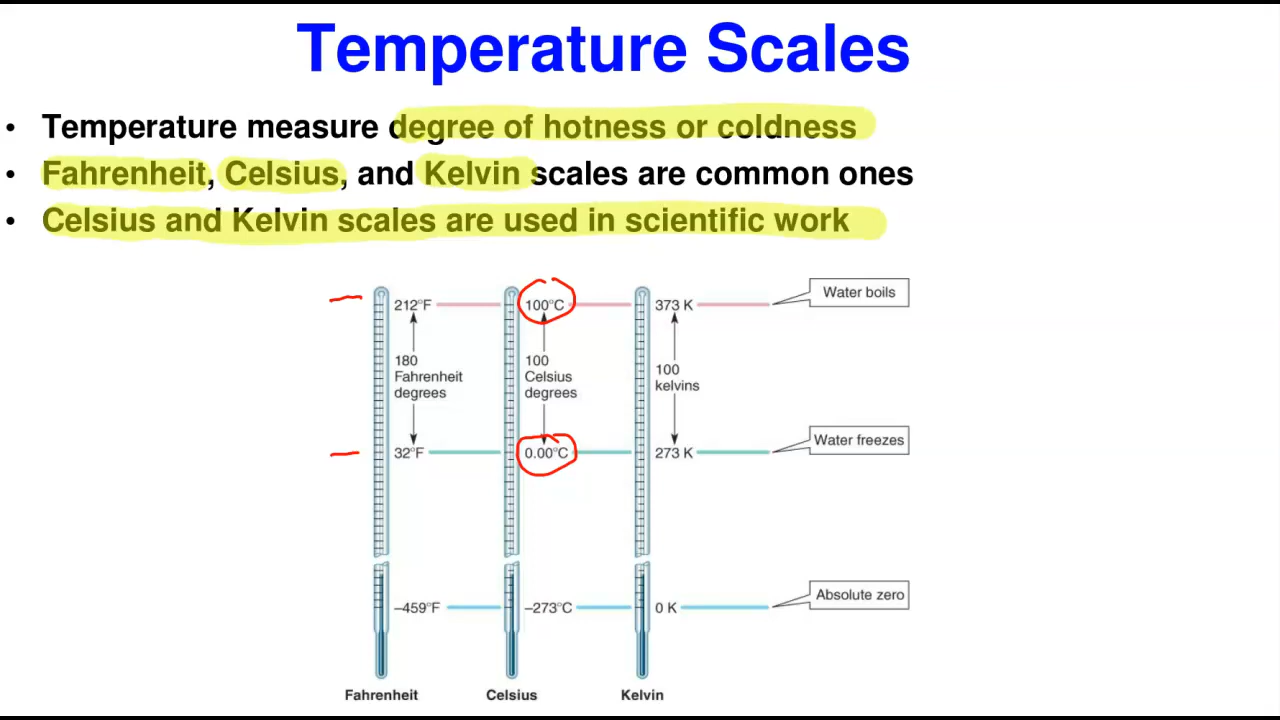 Temperature Scales
• Temperature measure degree of hotness or coldness
• Fahrenheit, Celsius, and Kelvin scales are common ones
• Celsius and Kelvin scales are used in scientific work
212°F 100°C 373 K Water boils
180 Fahrenheit degrees
100 Celsius degrees
100 kelvins
32°F 0.00°C 273 K Water freezes
–459°F –273°C 0 K Absolute zero
Fahrenheit Celsius Kelvin